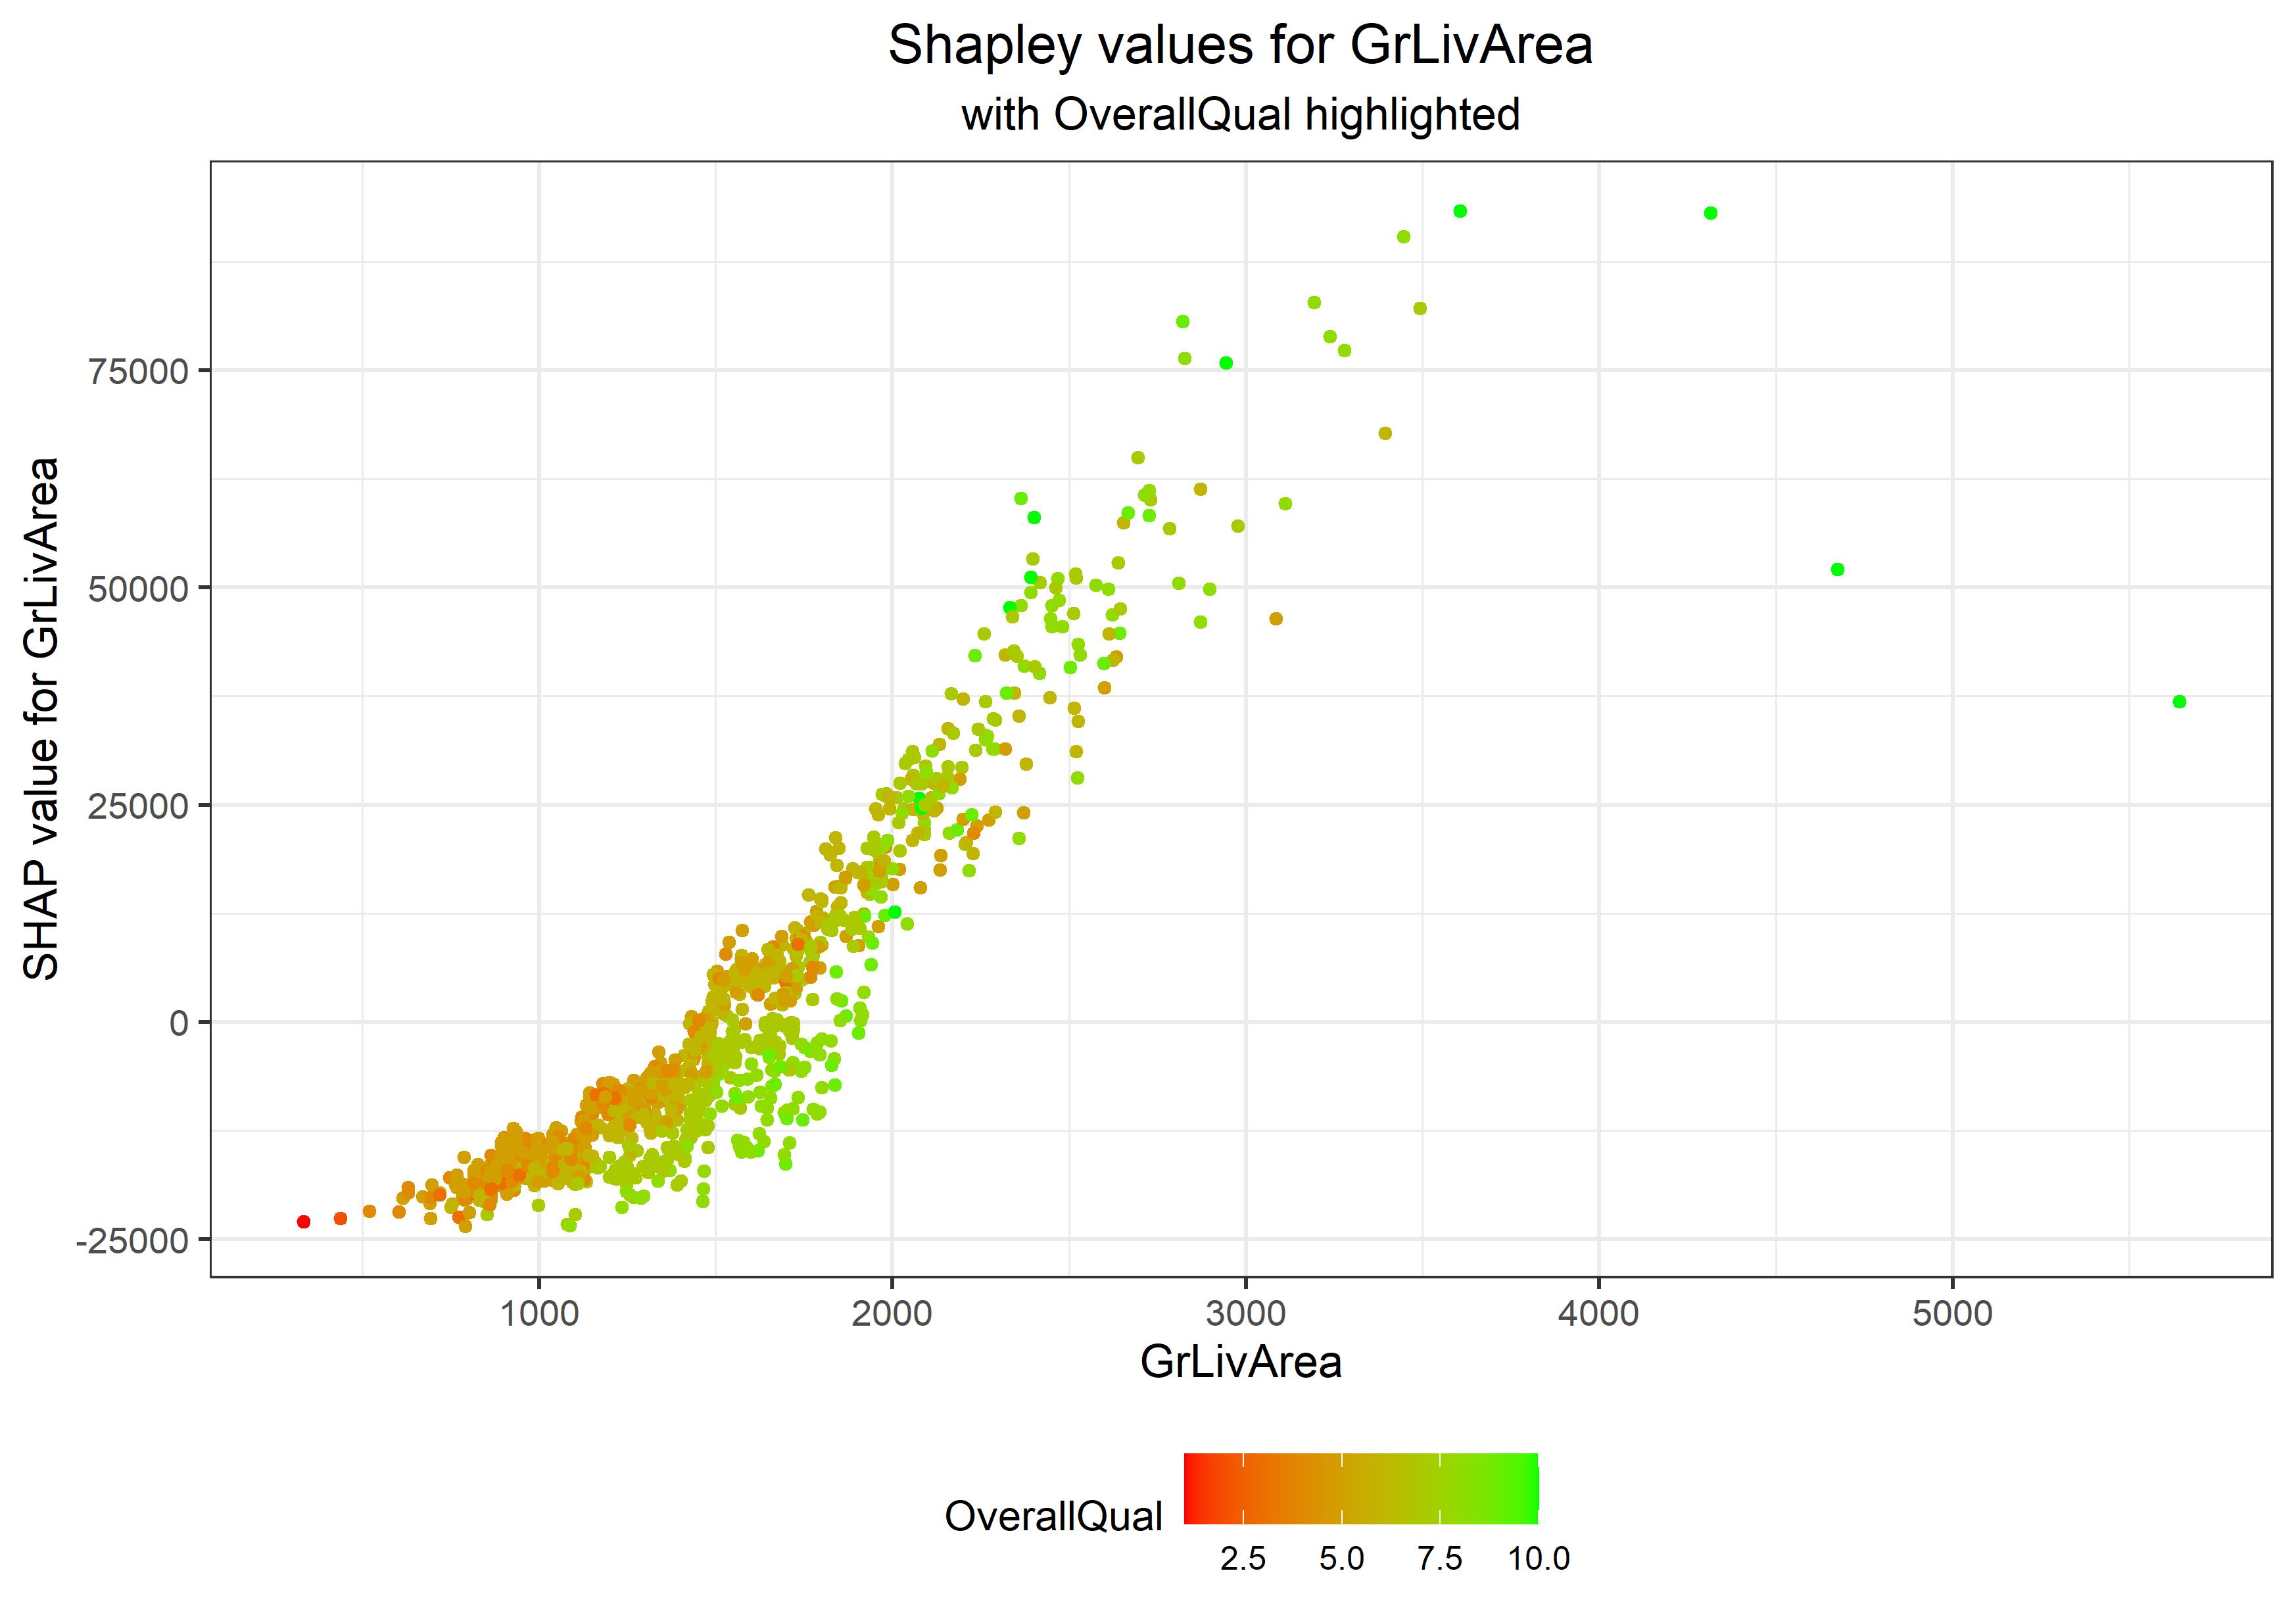 Shapley values for GrLivArea
with OverallQual highlighted
SHAP value for GrLivArea
75000
50000
25000
0
-25000
1000 2000 3000 4000 5000
GrLivArea
OverallQual
2.5 5.0 7.5 10.0